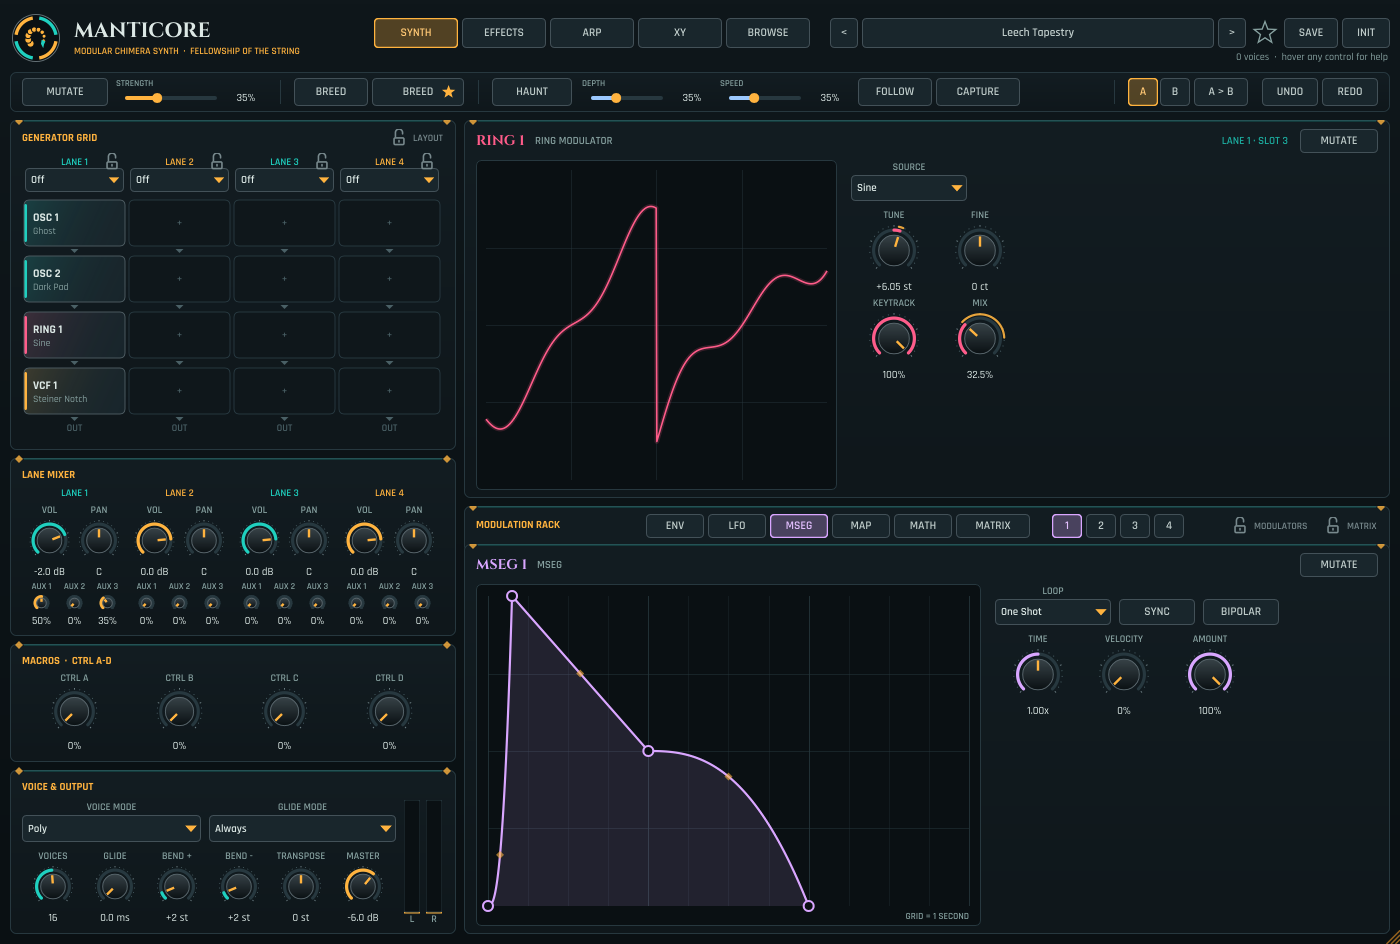 MANTICORE
MODULAR CHIMERA SYNTH · FELLOWSHIP OF THE STRING
SYNTH EFFECTS ARP XY BROWSE
< Leech Tapestry > SAVE INIT
0 voices · hover any control for help
MUTATE STRENGTH 35% BREED BREED HAUNT DEPTH 35% SPEED 35% FOLLOW CAPTURE A B A > B UNDO REDO
GENERATOR GRID LAYOUT
LANE 1 LANE 2 LANE 3 LANE 4
Off Off Off Off
OSC 1
Ghost
+ + +
OSC 2
Dark Pad
+ + +
RING 1
Sine
+ + +
VCF 1
Steiner Notch
+ + +
OUT OUT OUT OUT
LANE MIXER
LANE 1 LANE 2 LANE 3 LANE 4
VOL PAN VOL PAN VOL PAN VOL PAN
-2.0 dB C 0.0 dB C 0.0 dB C 0.0 dB C
AUX 1 AUX 2 AUX 3 AUX 1 AUX 2 AUX 3 AUX 1 AUX 2 AUX 3 AUX 1 AUX 2 AUX 3
50% 0% 35% 0% 0% 0% 0% 0% 0% 0% 0% 0%
MACROS · CTRL A-D
CTRL A CTRL B CTRL C CTRL D
0% 0% 0% 0%
VOICE & OUTPUT
VOICE MODE GLIDE MODE
Poly Always
VOICES GLIDE BEND + BEND - TRANSPOSE MASTER
16 0.0 ms +2 st +2 st 0 st -6.0 dB
L R
RING 1 RING MODULATOR LANE 1 · SLOT 3 MUTATE
SOURCE
Sine
TUNE FINE
+6.05 st 0 ct
KEYTRACK MIX
100% 32.5%
MODULATION RACK ENV LFO MSEG MAP MATH MATRIX 1 2 3 4 MODULATORS MATRIX
MSEG 1 MSEG MUTATE
LOOP
One Shot SYNC BIPOLAR
TIME VELOCITY AMOUNT
1.00x 0% 100%
GRID = 1 SECOND